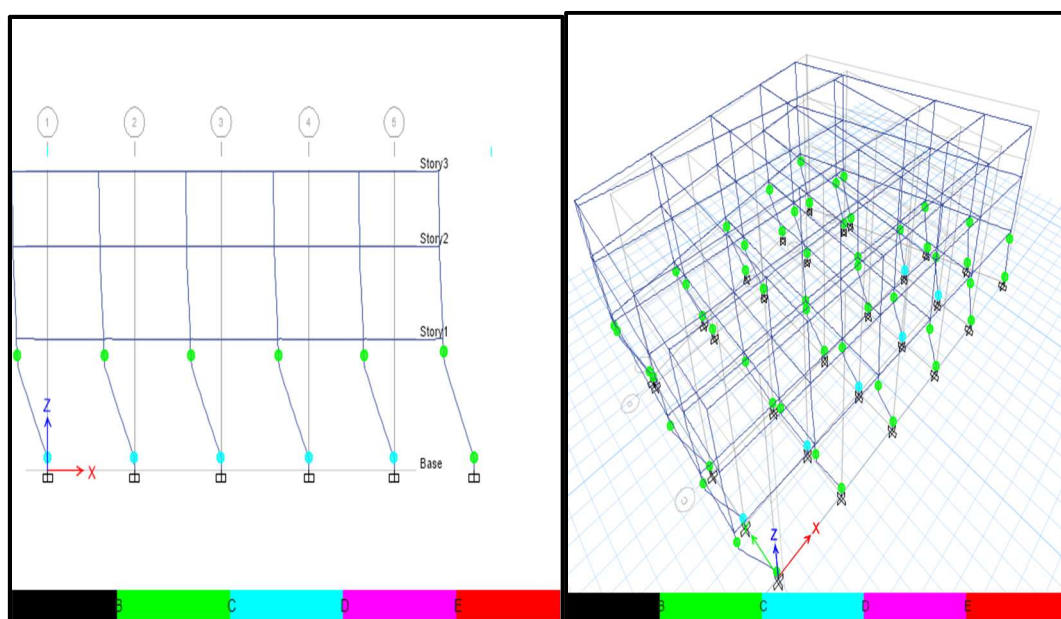 1 2 3 4 5
Story3
Story2
Story1
Z
X
Base
B C D E
Z
X
B C D E